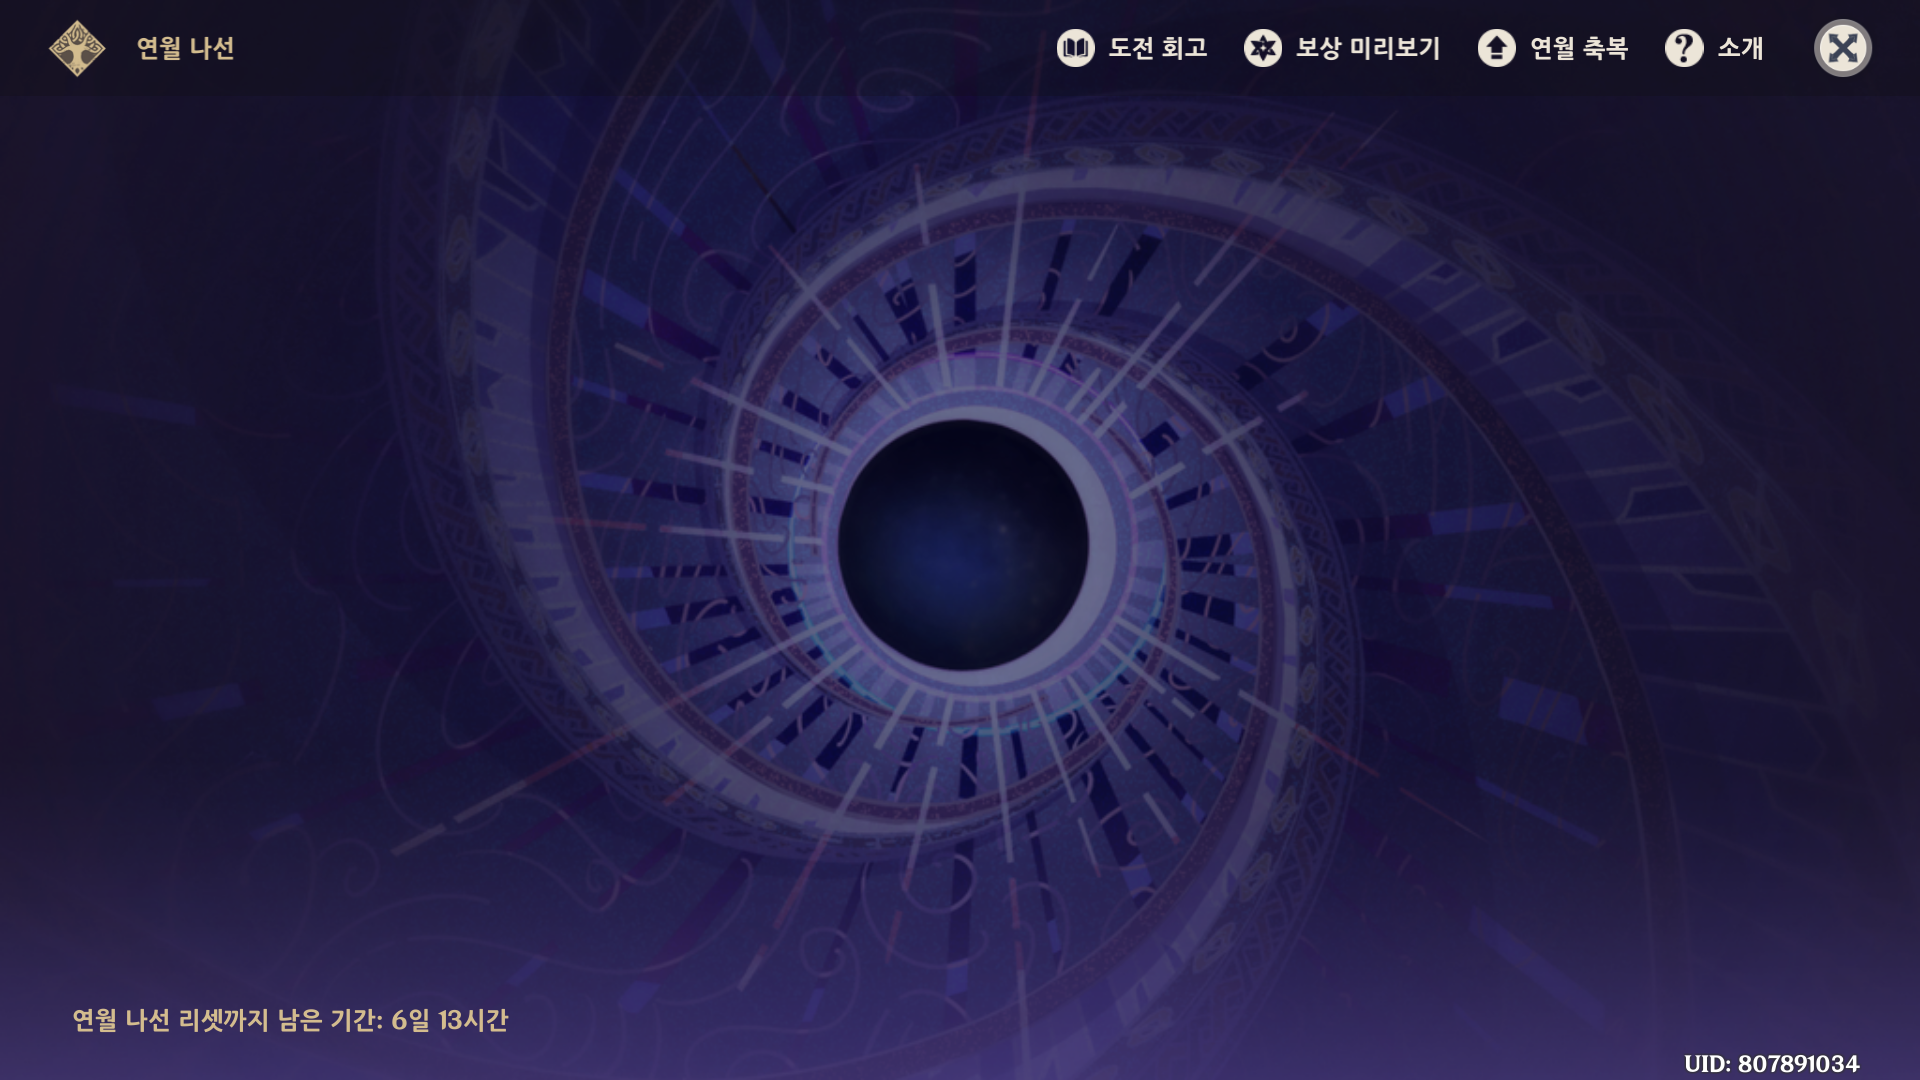 연월 나선
도전 회고
보상 미리보기
연월 축복
소개
연월 나선 리셋까지 남은 기간: 6일 13시간
UID: 807891034